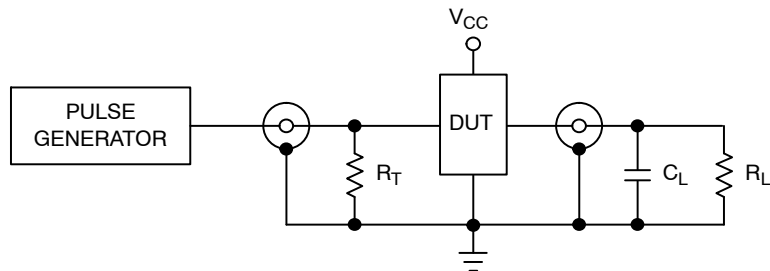 V_CC
PULSE
GENERATOR
DUT
R_T
C_L
R_L